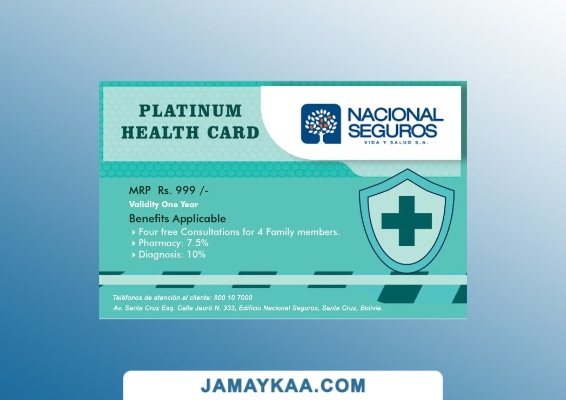 PLATINUM
HEALTH CARD
NACIONAL
SEGUROS
VIDA Y SALUD S.A.
MRP Rs. 999 /-
Validity One Year
Benefits Applicable
Four free Consultations for 4 Family members.
Pharmacy: 7.5%
Diagnosis: 10%
Teléfonos de atención al cliente: 800 10 7000
Av. Santa Cruz Esq. Calle Jaurú N. 333, Edificio Nacional Seguros, Santa Cruz, Bolivia.
JAMAYKAA.COM